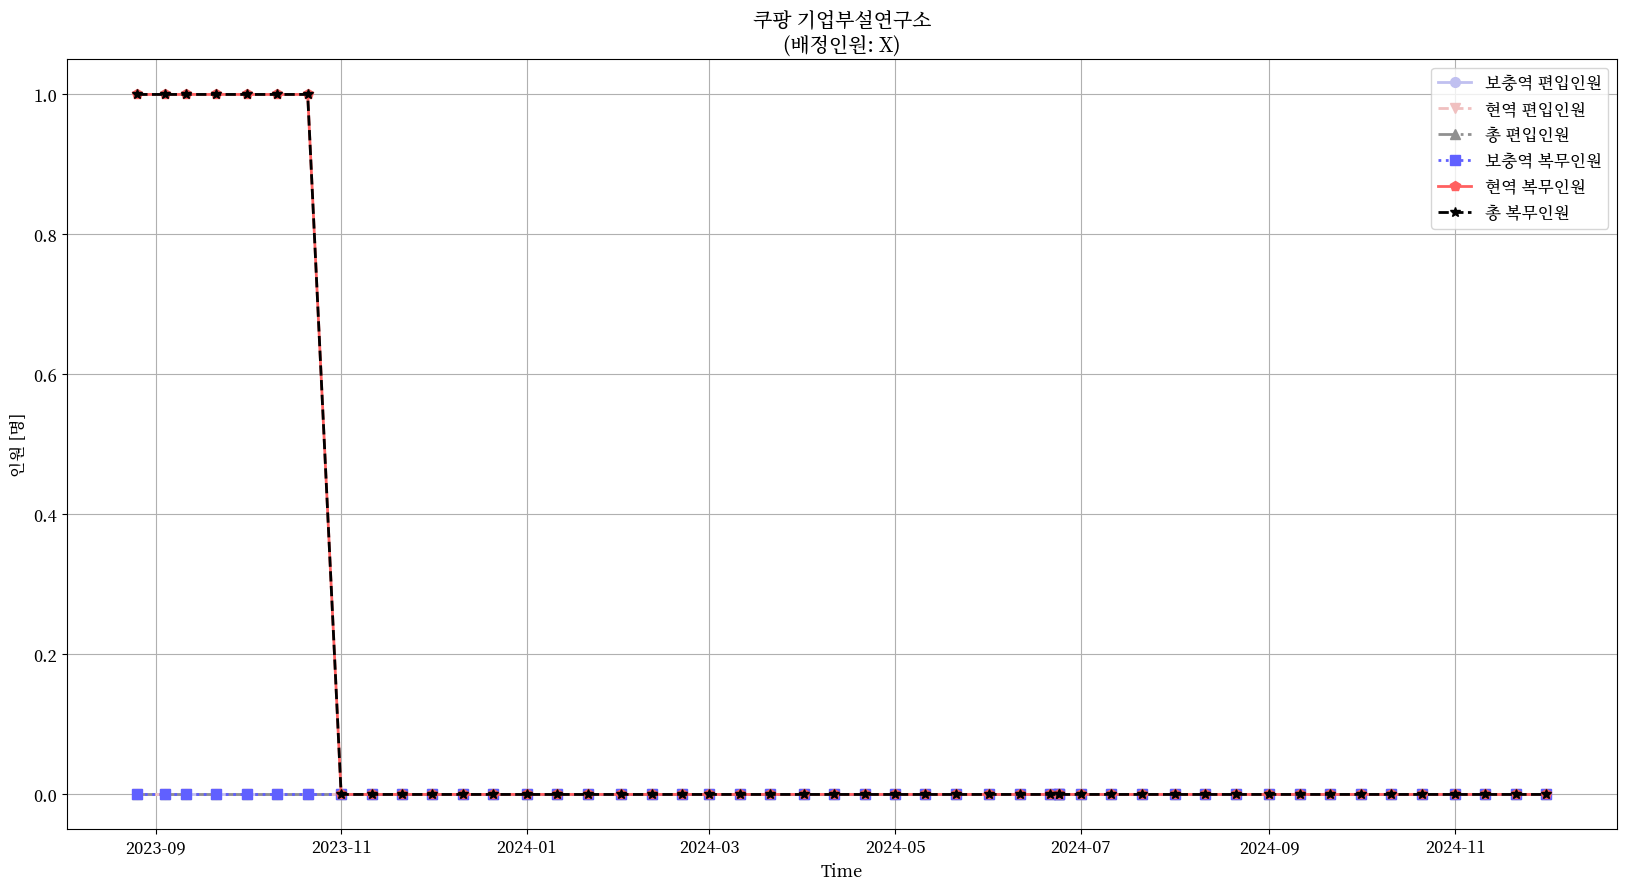 쿠팡 기업부설연구소
(배정인원: X)
보충역 편입인원
현역 편입인원
총 편입인원
보충역 복무인원
현역 복무인원
총 복무인원
인원 [명]
1.0
0.8
0.6
0.4
0.2
0.0
2023-09
2023-11
2024-01
2024-03
2024-05
2024-07
2024-09
2024-11
Time